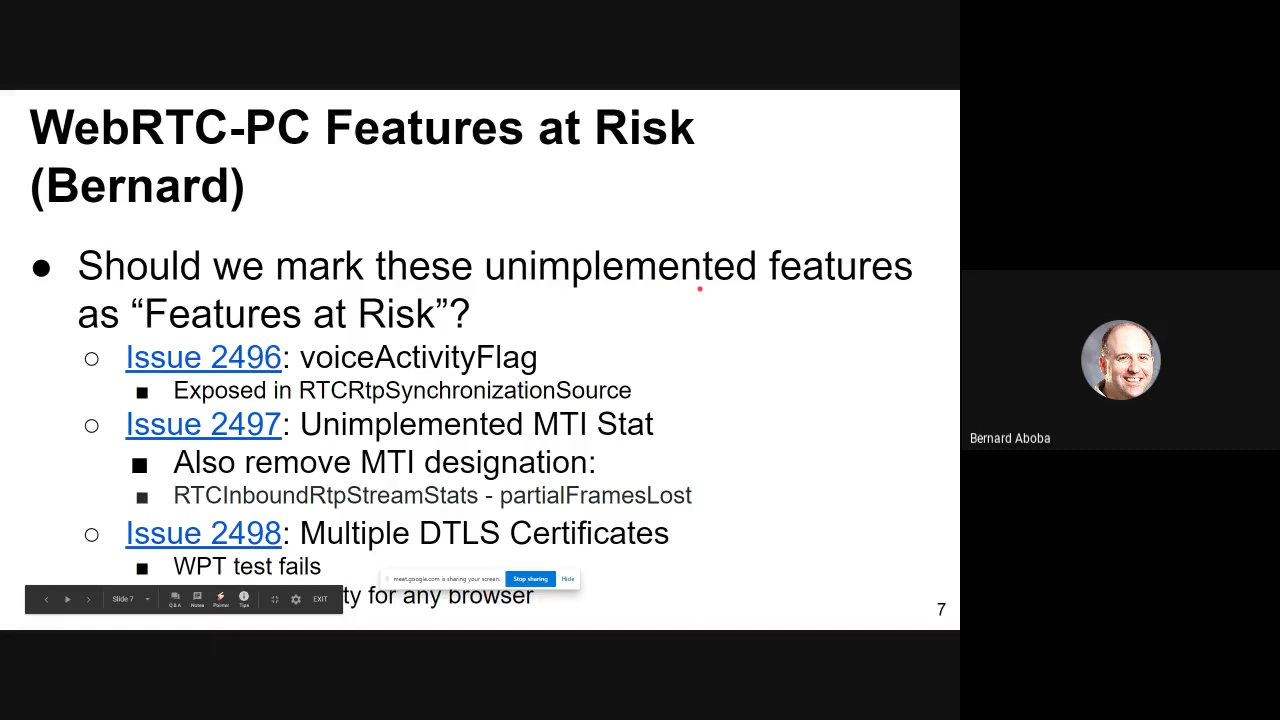 WebRTC-PC Features at Risk
(Bernard)
● Should we mark these unimplemented features
as “Features at Risk”?
○ Issue 2496: voiceActivityFlag
■ Exposed in RTCRtpSynchronizationSource
○ Issue 2497: Unimplemented MTI Stat
■ Also remove MTI designation:
■ RTCInboundRtpStreamStats - partialFramesLost
○ Issue 2498: Multiple DTLS Certificates
■ WPT test fails
meet.google.com is sharing your screen. Stop sharing Hide
ty for any browser
Slide 7 Q&A Notes Pointer Tips EXIT
7
Bernard Aboba